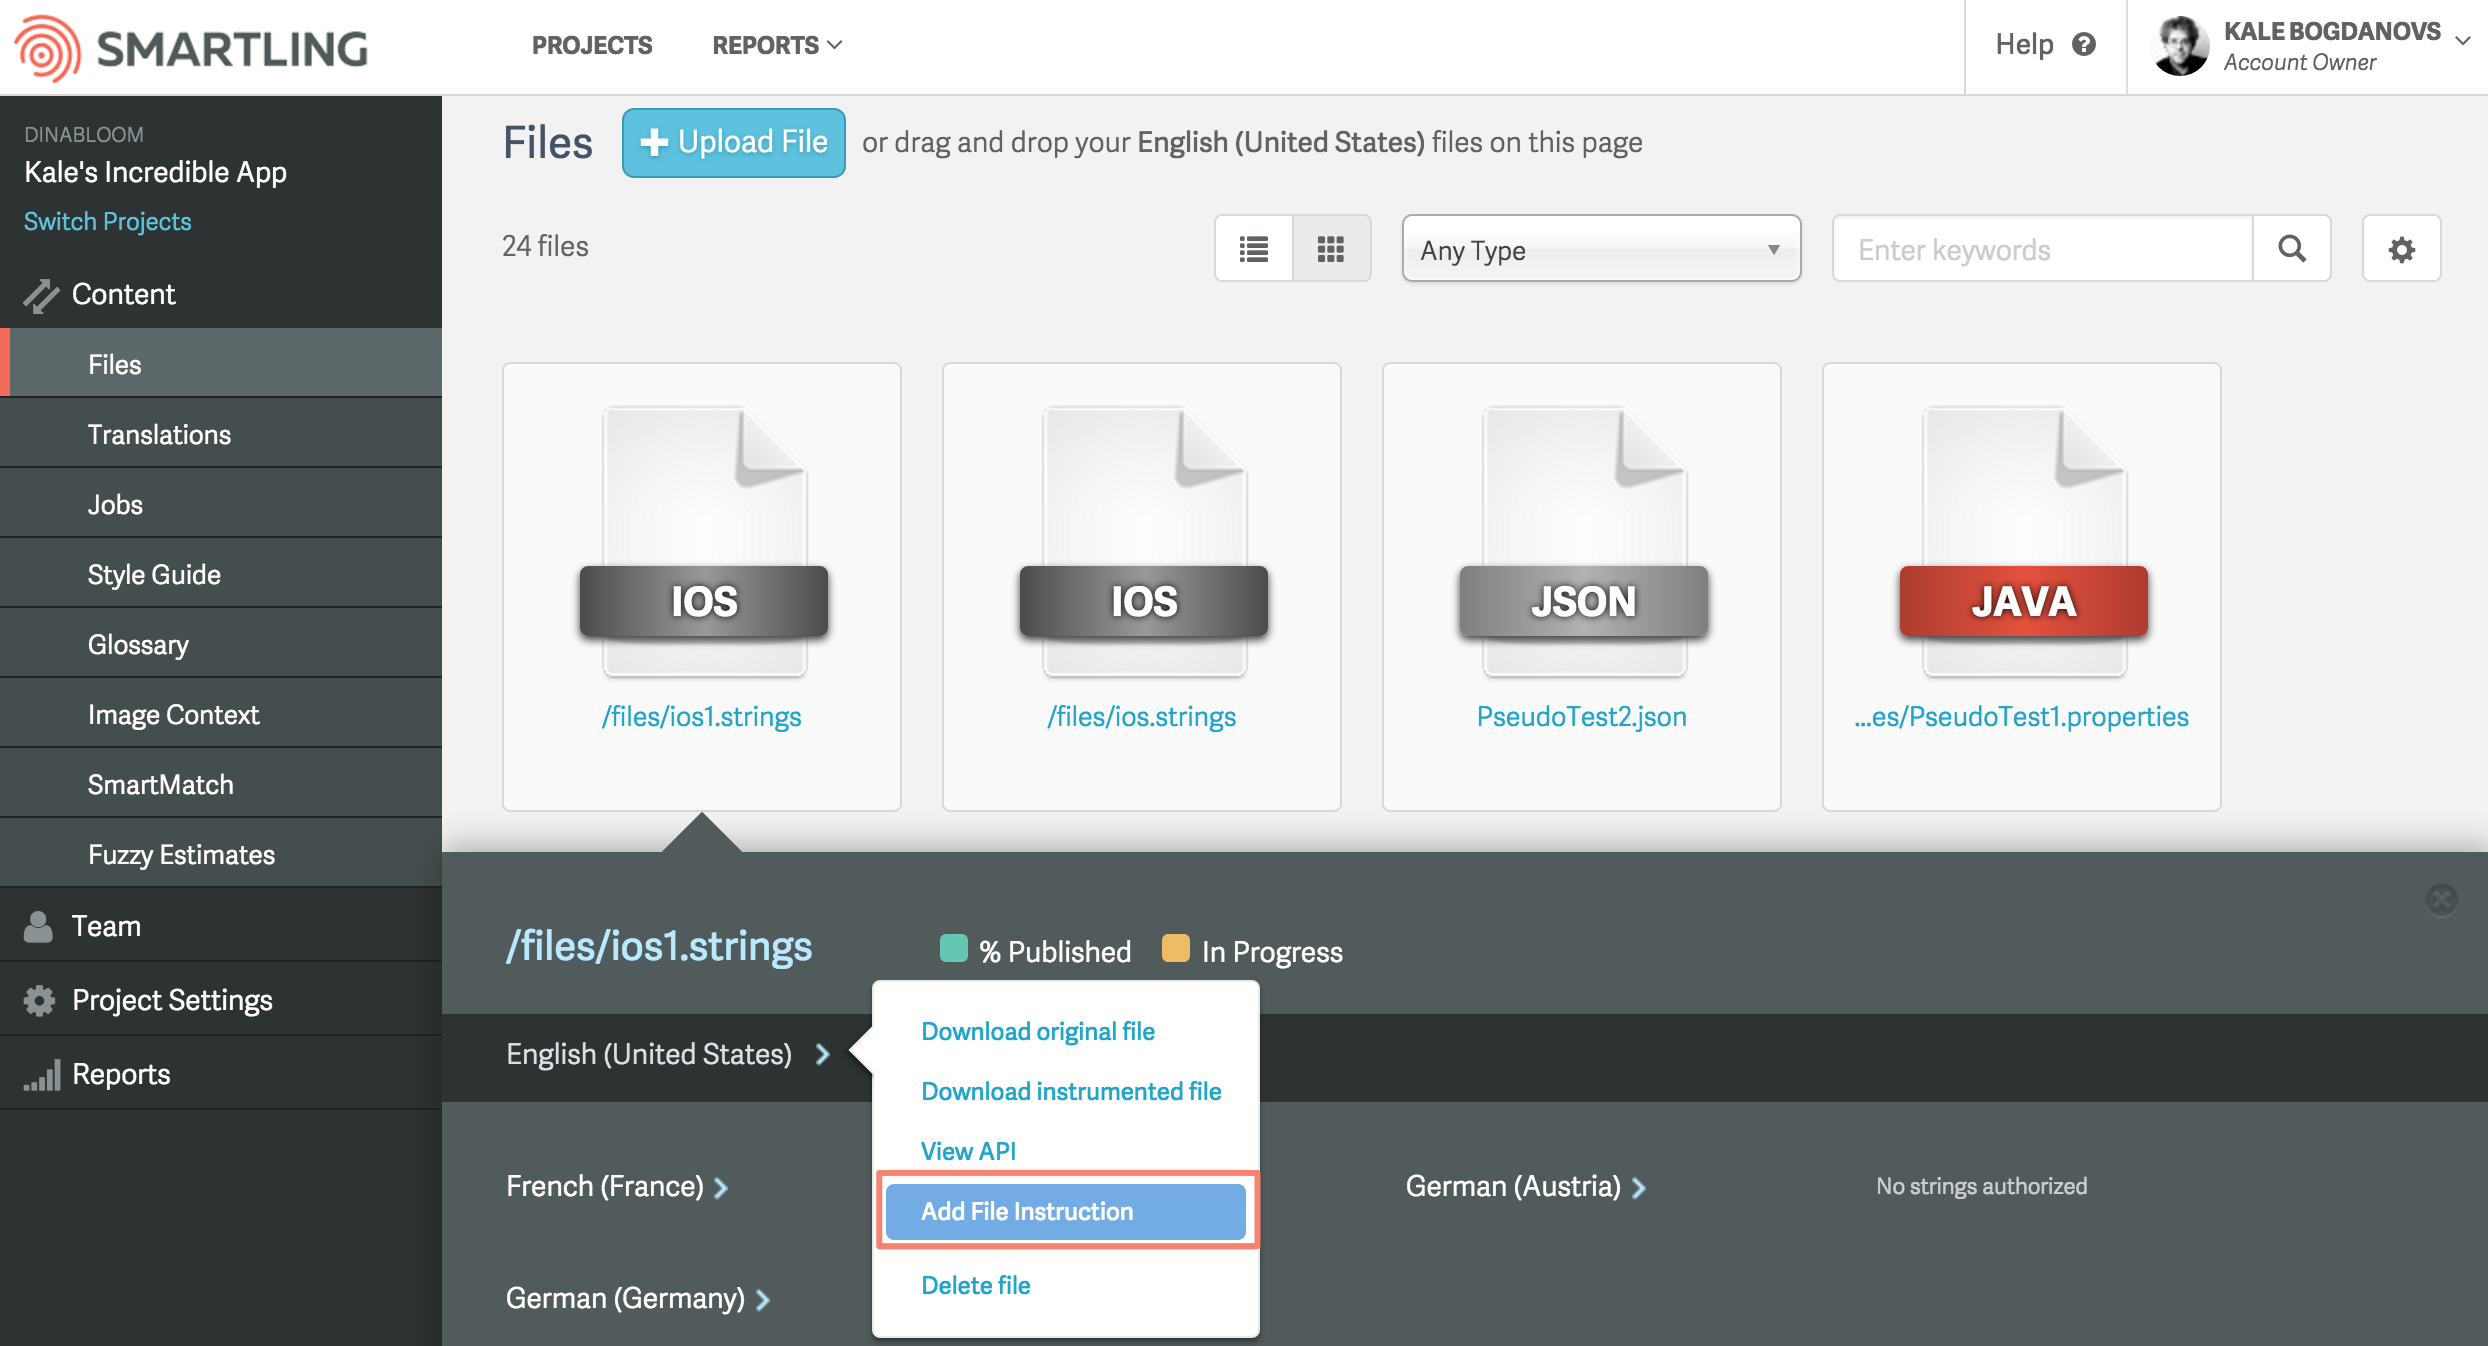 SMARTLING
PROJECTS
REPORTS
Help ?
KALE BOGDANOVS
Account Owner
DINABLOOM
Kale's Incredible App
Switch Projects
Content
Files
Translations
Jobs
Style Guide
Glossary
Image Context
SmartMatch
Fuzzy Estimates
Team
Project Settings
Reports
Files
Upload File
or drag and drop your English (United States) files on this page
24 files
Any Type
Enter keywords
IOS
/files/ios1.strings
IOS
/files/ios.strings
JSON
PseudoTest2.json
JAVA
...es/PseudoTest1.properties
/files/ios1.strings
% Published
In Progress
English (United States)
Download original file
Download instrumented file
View API
Add File Instruction
Delete file
French (France)
German (Austria)
No strings authorized
German (Germany)